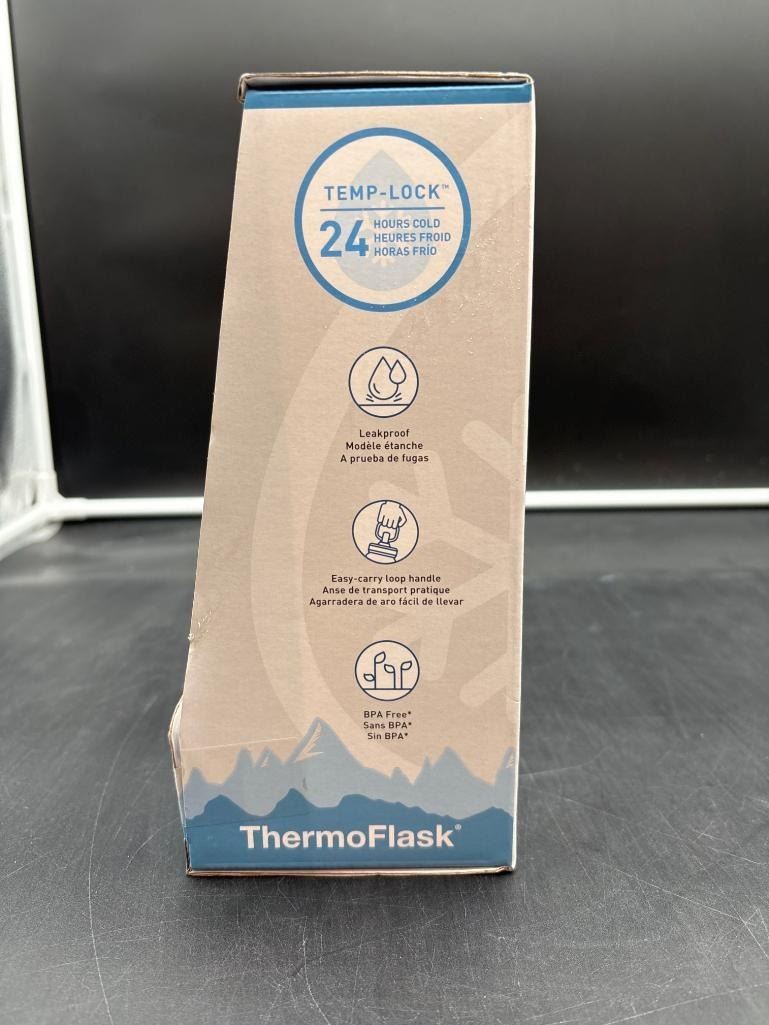 TEMP-LOCK™
24
HOURS COLD
HEURES FROID
HORAS FRÍO
Leakproof
Modèle étanche
A prueba de fugas
Easy-carry loop handle
Anse de transport pratique
Agarradera de aro fácil de llevar
BPA Free*
Sans BPA*
Sin BPA*
ThermoFlask®